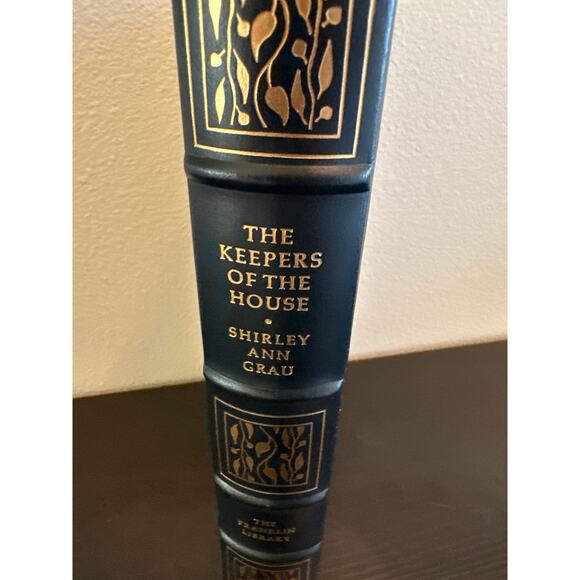 THE
KEEPERS
OF THE
HOUSE
•
SHIRLEY
ANN
GRAU
THE
FRANKLIN
LIBRARY